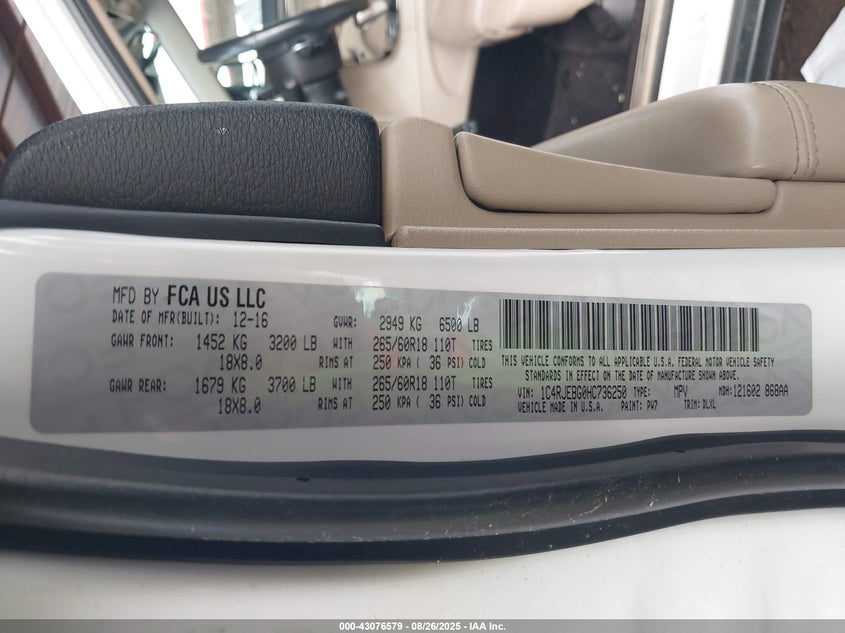 MFD BY FCA US LLC
DATE OF MFR(BUILT): 12-16 GVWR: 2949 KG 6500 LB
GAWR FRONT: 1452 KG 3200 LB WITH 265/60R18 110T TIRES
18X8.0 RIMS AT 250 KPA ( 36 PSI) COLD
GAWR REAR: 1679 KG 3700 LB WITH 265/60R18 110T TIRES
18X8.0 RIMS AT 250 KPA ( 36 PSI) COLD
THIS VEHICLE CONFORMS TO ALL APPLICABLE U.S.A. FEDERAL MOTOR VEHICLE SAFETY
STANDARDS IN EFFECT ON THE DATE OF MANUFACTURE SHOWN ABOVE.
VIN: 1C4RJEBG0HC736250 TYPE: MPV MDH:121602 868AA
VEHICLE MADE IN U.S.A. PAINT: PW7 TRIM: DLYL
000-43076579 — 08/26/2025 — IAA Inc.